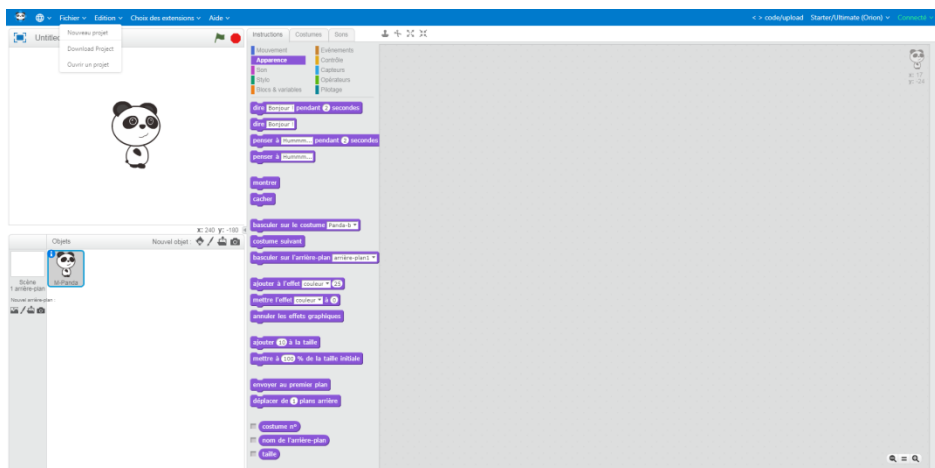 Fichier Edition Choix des extensions Aide
< > code/upload Starter/Ultimate (Orion) Connecté
Nouveau projet
Download Project
Ouvrir un projet
Instructions Costumes Sons
Mouvement Evénements
Apparence Contrôle
Son Capteurs
Stylo Opérateurs
Blocs & variables Pilotage
dire Bonjour ! pendant 2 secondes
dire Bonjour !
penser à Hummm... pendant 2 secondes
penser à Hummm...
montrer
cacher
basculer sur le costume Panda-b
costume suivant
basculer sur l'arrière-plan arrière-plan1
ajouter à l'effet couleur 25
mettre l'effet couleur à 0
annuler les effets graphiques
ajouter 10 à la taille
mettre à 100 % de la taille initiale
envoyer au premier plan
déplacer de 1 plans arrière
costume nº
nom de l'arrière-plan
taille
x: 240 y: -180
Objets Nouvel objet :
Scène
1 arrière-plan
M-Panda
Nouvel arrière-plan :